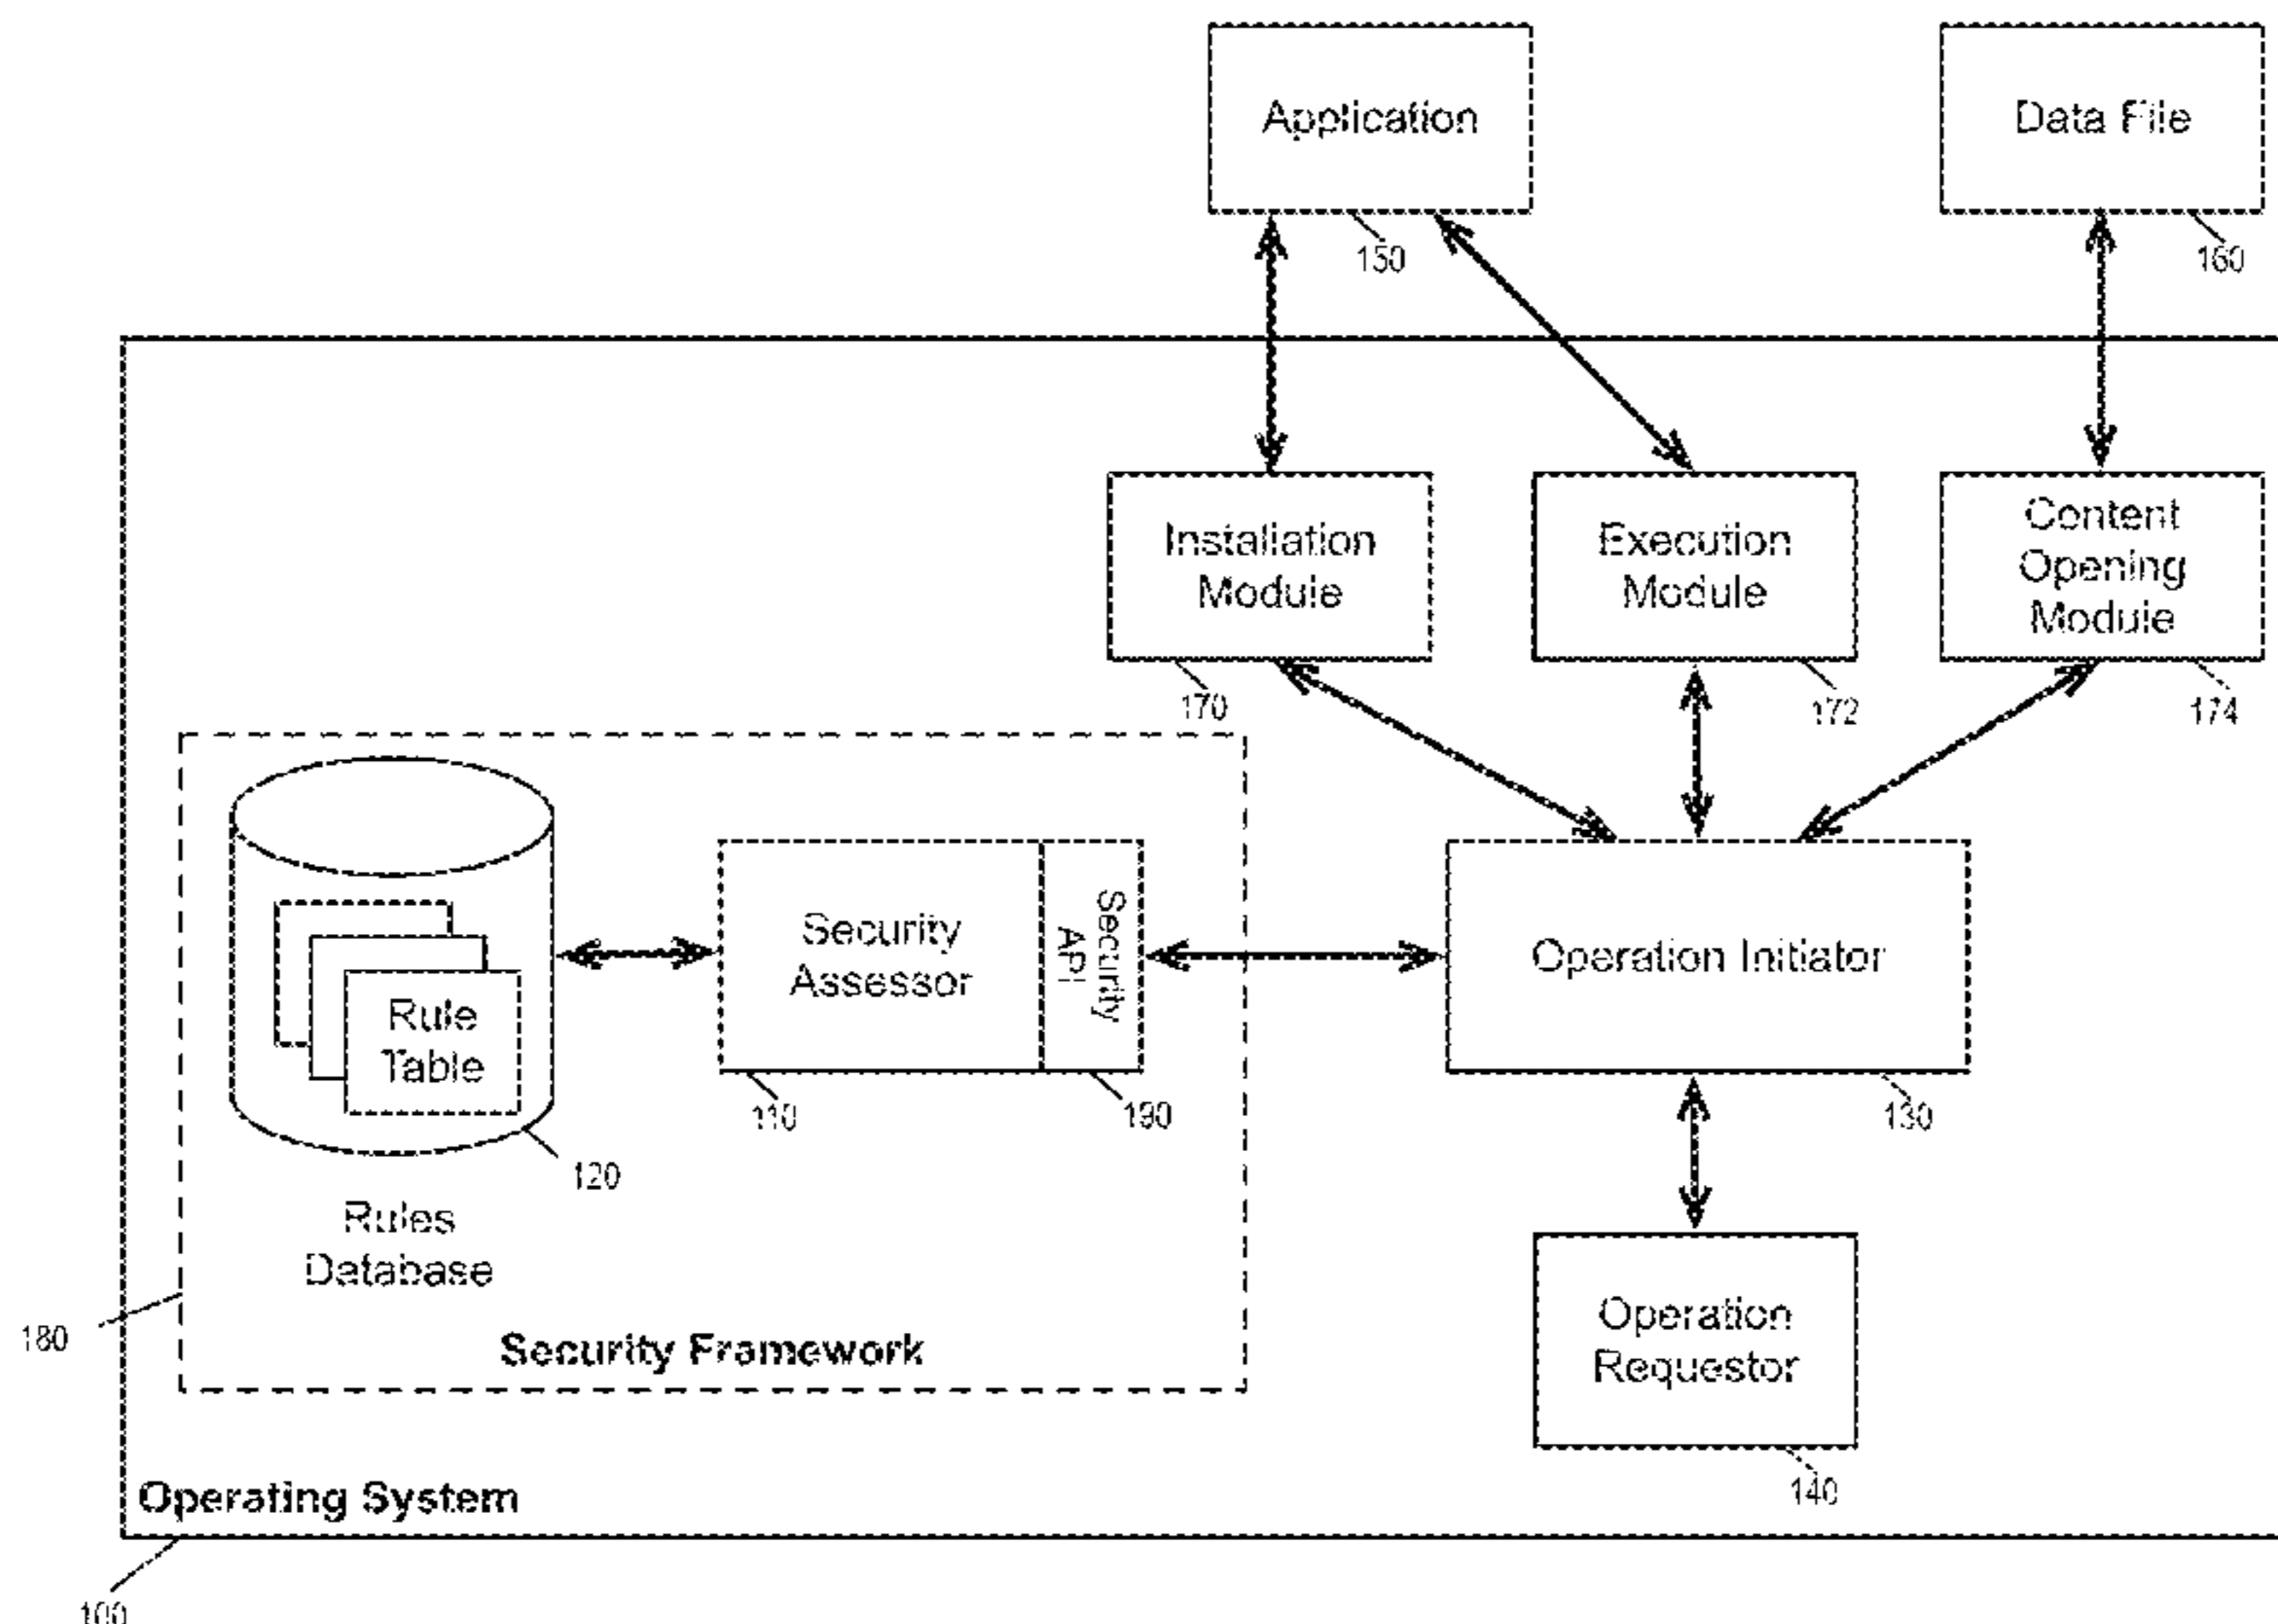 Application
Data File
150
160
Installation
Module
Execution
Module
Content
Opening
Module
170
172
174
Security
Assessor
Security
API
Operation Initiator
Rule
Table
110
190
130
120
Rules
Database
Operation
Requestor
180
Security Framework
140
Operating System
100